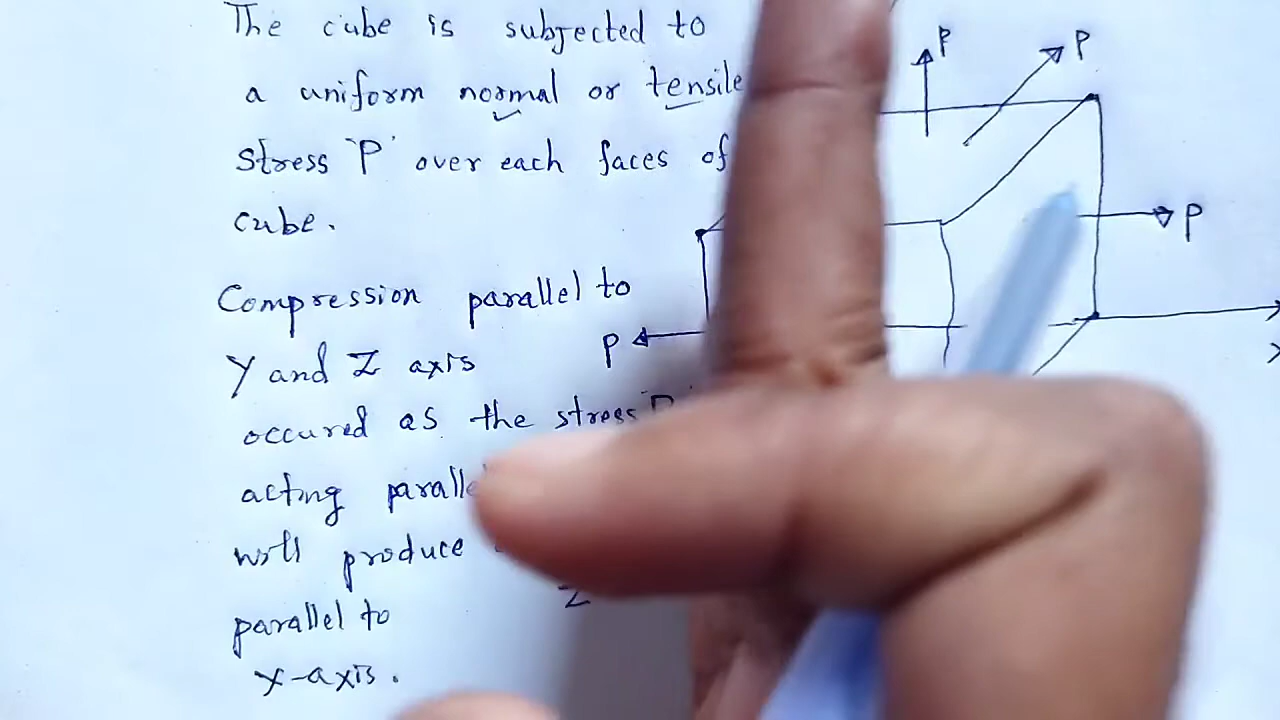 The cube is subjected to
a uniform normal or tensile
stress 'P' over each faces of
cube.
Compression parallel to
Y and Z axis
occured as the stress
acting
will produce
parallel to
x-axis.
P
P
P
P
Z
x